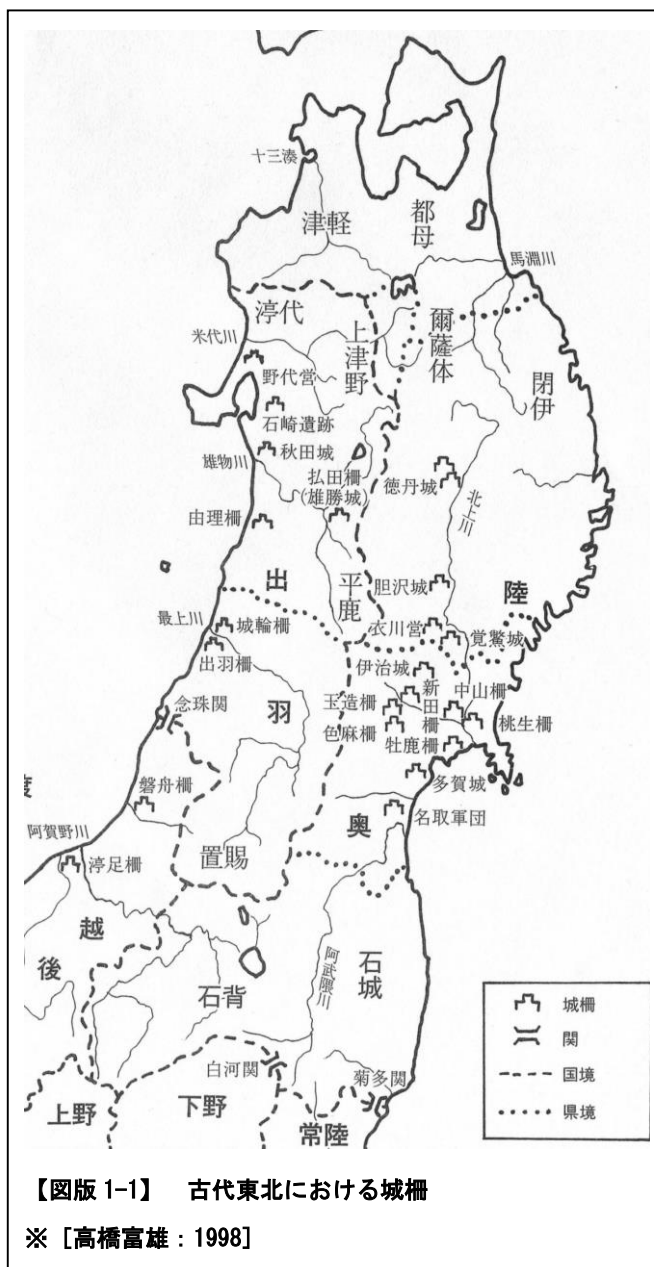 十三湊
津軽
都母
馬淵川
渟代
上津野
爾薩体
閉伊
米代川
野代営
石崎遺跡
秋田城
雄物川
払田柵
(雄勝城)
徳丹城
北上川
由理柵
出
平鹿
胆沢城
陸
最上川
城輪柵
衣川営
覚鱉城
出羽柵
伊治城
念珠関
羽
玉造柵
新田柵
中山柵
色麻柵
桃生柵
牡鹿柵
多賀城
磐舟柵
奥
名取軍団
阿賀野川
渟足柵
置賜
越後
石背
阿武隈川
石城
白河関
菊多関
上野
下野
常陸
城柵
関
国境
県境
【図版 1-1】 古代東北における城柵
※［高橋富雄：1998］